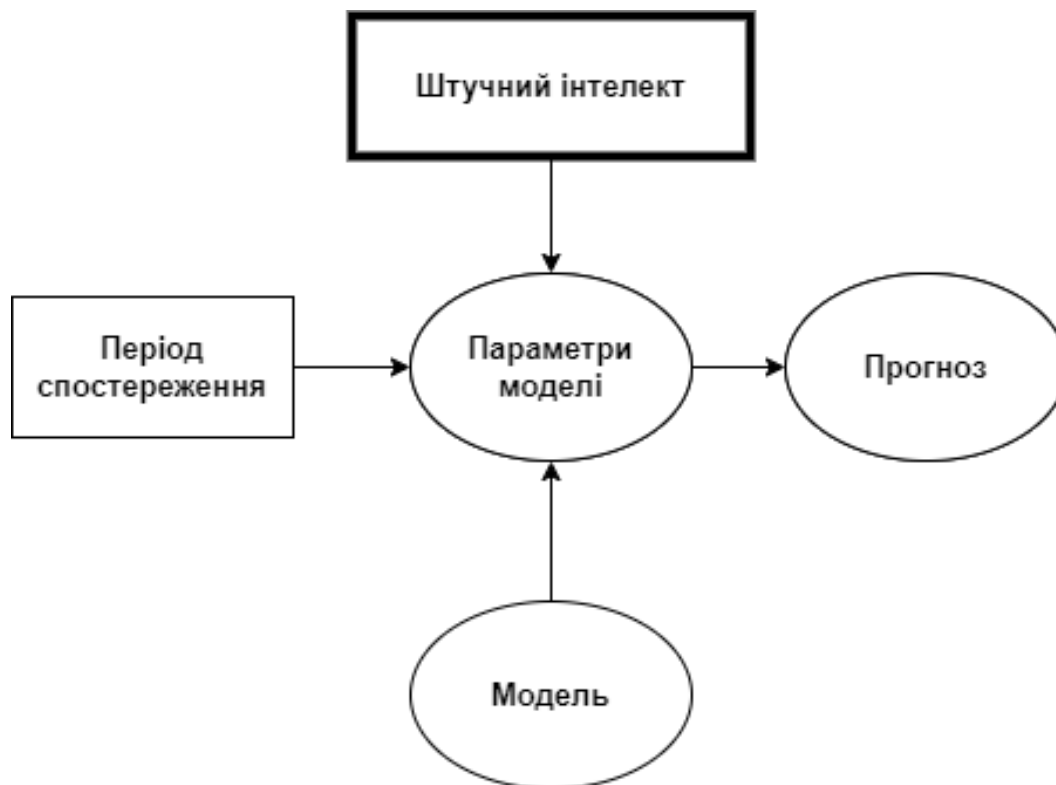 Штучний інтелект
Період
спостереження
Параметри
моделі
Прогноз
Модель